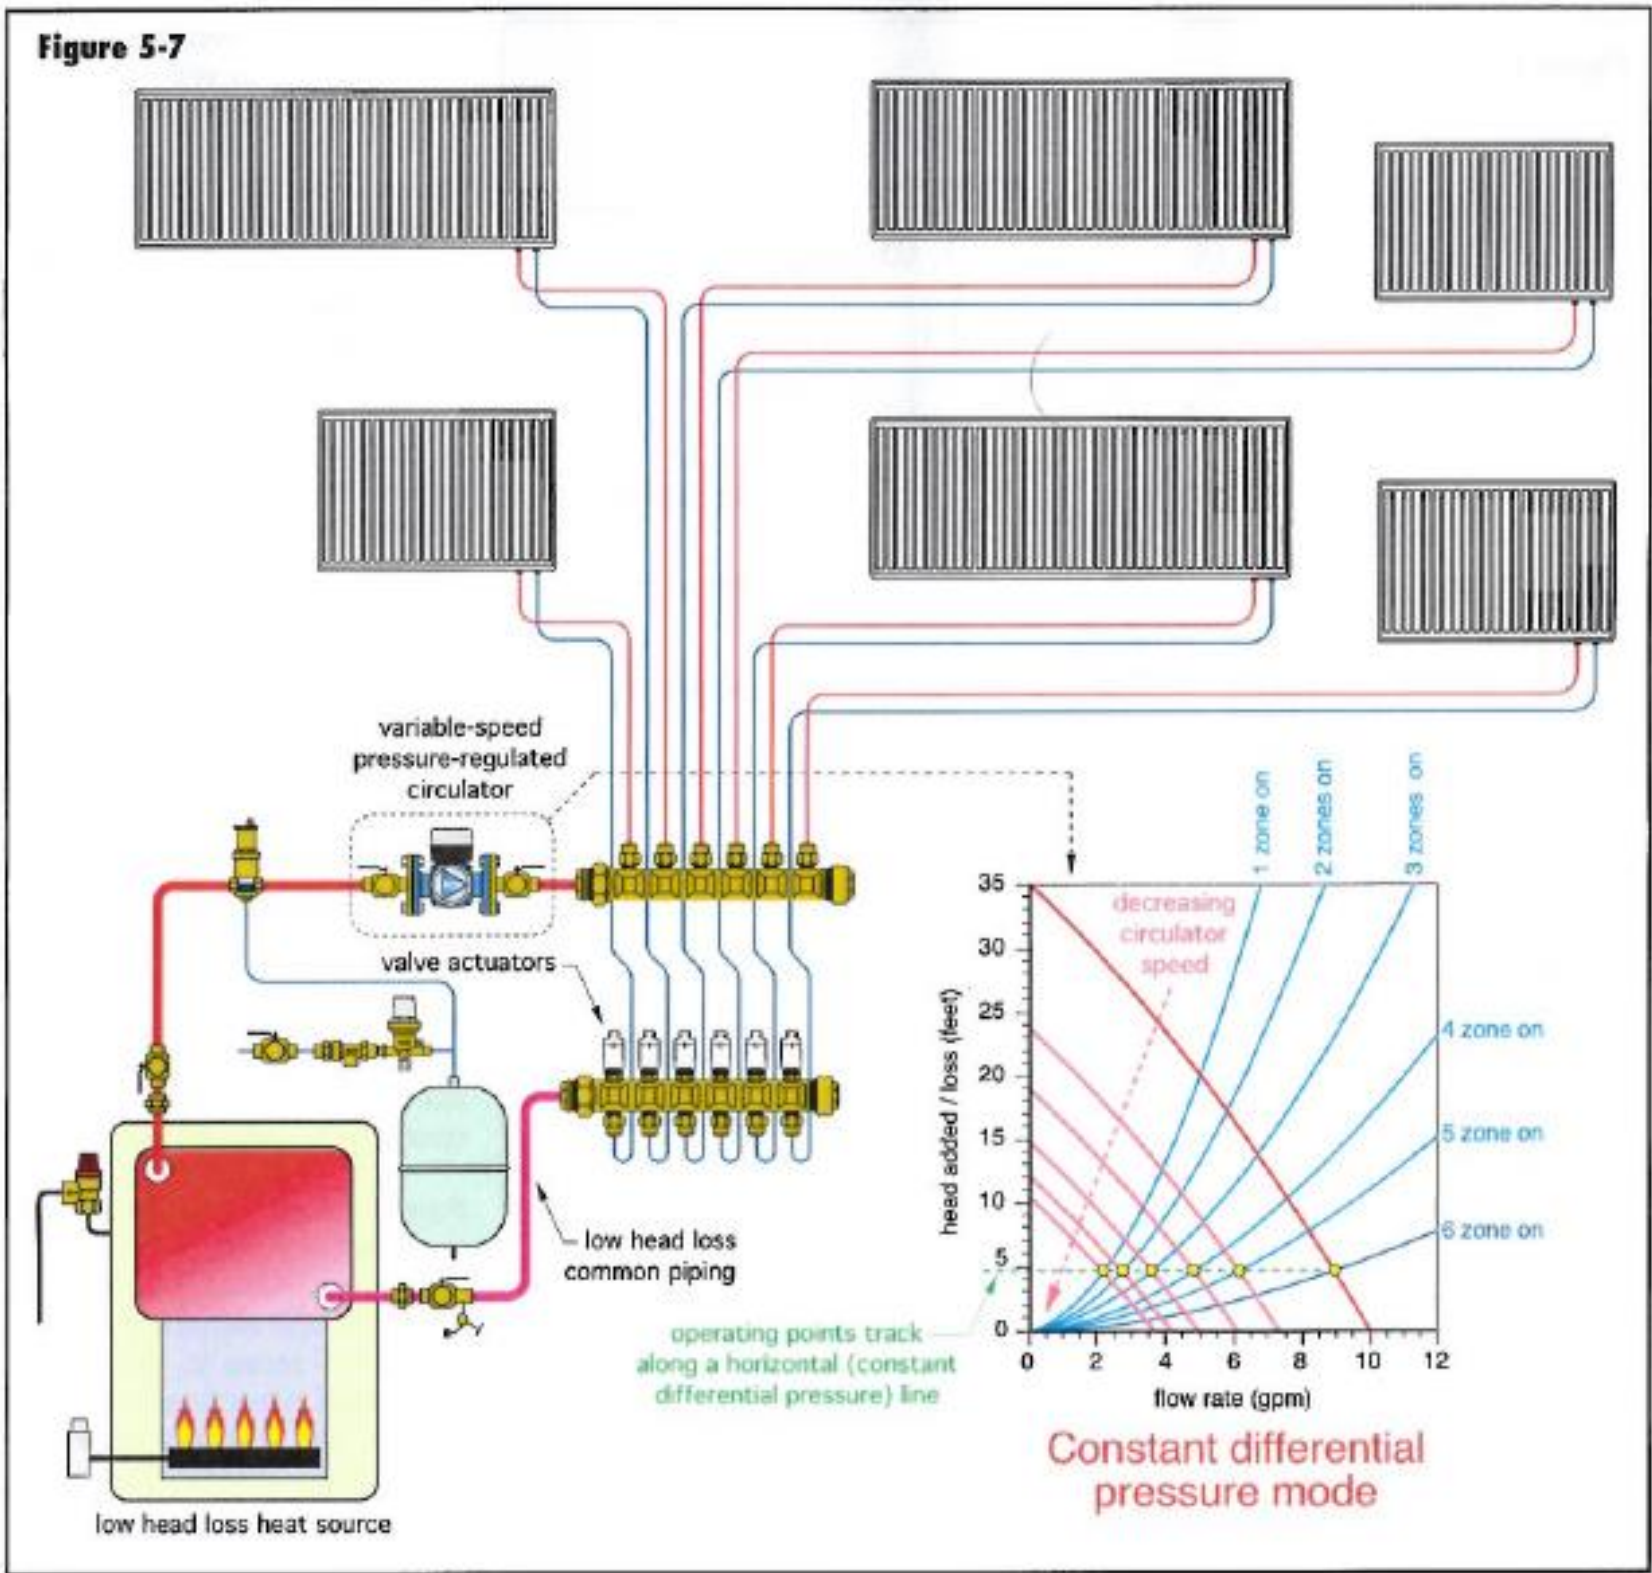 Figure 5-7
variable-speed
pressure-regulated
circulator
valve actuators
low head loss
common piping
low head loss heat source
1 zone on
2 zones on
3 zones on
4 zone on
5 zone on
6 zone on
decreasing
circulator
speed
head added / loss (feet)
35
30
25
20
15
10
5
0
0 2 4 6 8 10 12
flow rate (gpm)
operating points track
along a horizontal (constant
differential pressure) line
Constant differential
pressure mode